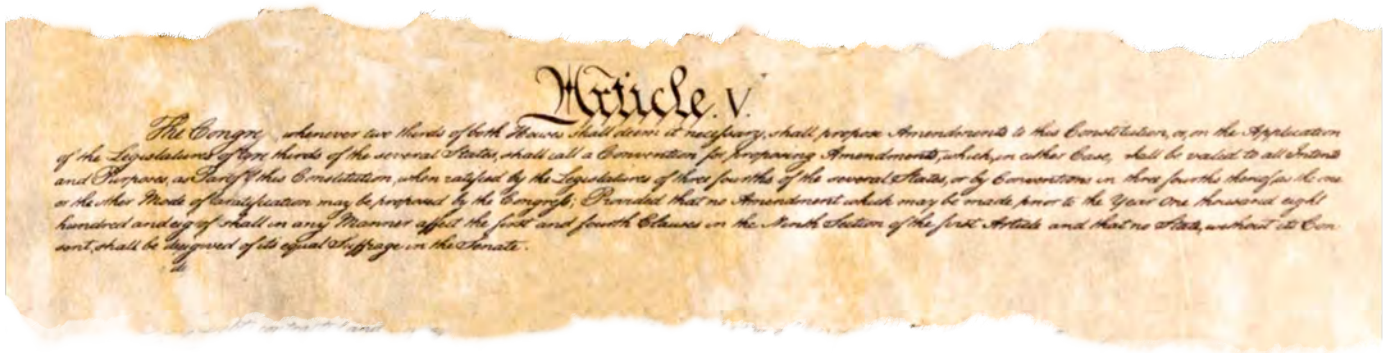 Article. V.
The Congre , whenever two thirds of both Houses shall deem it necessary, shall propose Amendments to this Constitution, or, on the Application
of the Legislatures of two thirds of the several States, shall call a Convention for proposing Amendments, which, in either Case, shall be valid to all Intents
and Purposes, as Part of this Constitution, when ratified by the Legislatures of three fourths of the several States, or by Conventions in three fourths thereof, as the one
or the other Mode of Ratification may be proposed by the Congress; Provided that no Amendment which may be made prior to the Year One thousand eight
hundred and eig t shall in any Manner affect the first and fourth Clauses in the Ninth Section of the first Article and that no State, without its Con-
sent, shall be deprived of its equal Suffrage in the Senate.